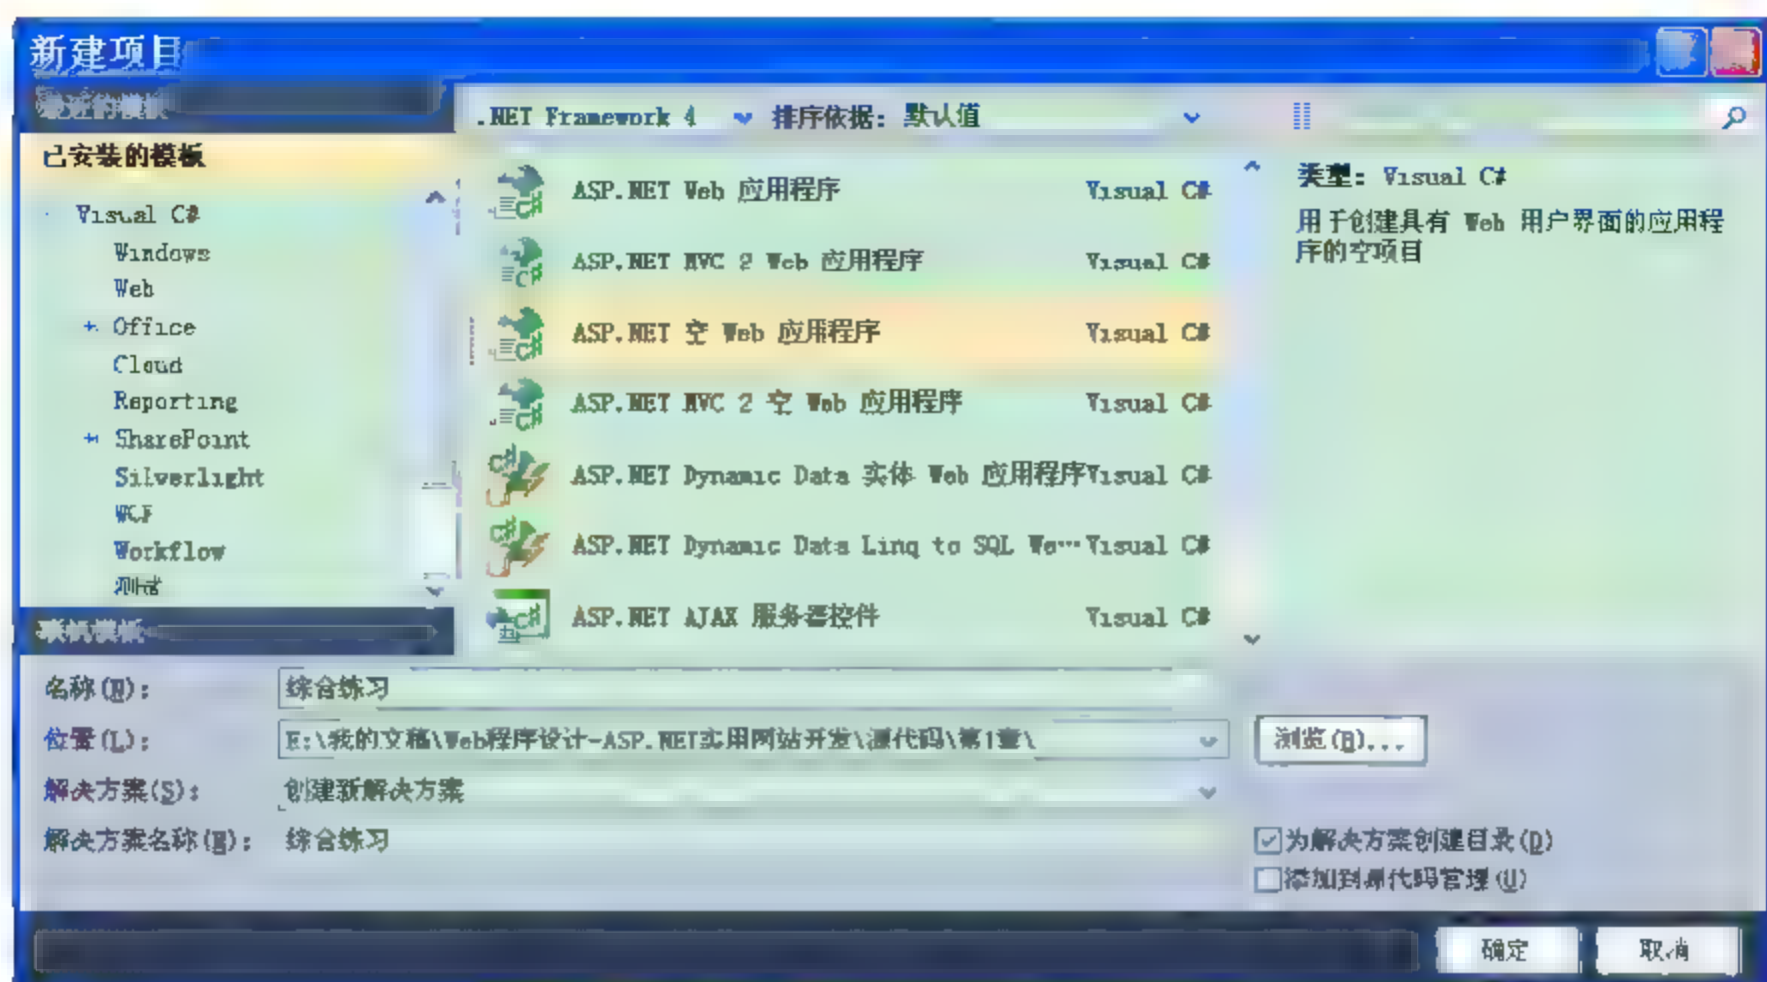 新建项目
最近的模板
已安装的模板
Visual C#
Windows
Web
Office
Cloud
Reporting
SharePoint
Silverlight
WCF
Workflow
测试
联机模板
.NET Framework 4 排序依据: 默认值
ASP.NET Web 应用程序 Visual C#
ASP.NET MVC 2 Web 应用程序 Visual C#
ASP.NET 空 Web 应用程序 Visual C#
ASP.NET MVC 2 空 Web 应用程序 Visual C#
ASP.NET Dynamic Data 实体 Web 应用程序 Visual C#
ASP.NET Dynamic Data Linq to SQL We… Visual C#
ASP.NET AJAX 服务器控件 Visual C#
类型: Visual C#
用于创建具有 Web 用户界面的应用程
序的空项目
名称(N): 综合练习
位置(L): E:\我的文稿\Web程序设计-ASP.NET实用网站开发\源代码\第1章\ 浏览(B)...
解决方案(S): 创建新解决方案
解决方案名称(M): 综合练习
为解决方案创建目录(D)
添加到源代码管理(U)
确定 取消